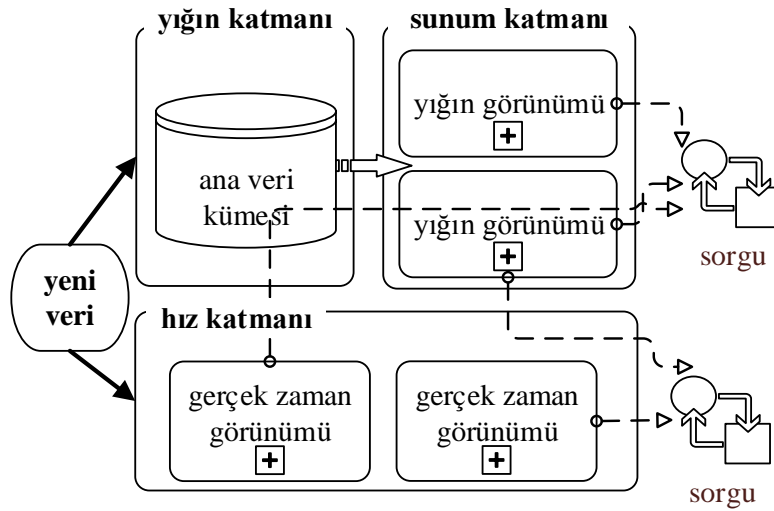 yığın katmanı
sunum katmanı
yığın görünümü
ana veri
kümesi
yığın görünümü
sorgu
yeni
veri
hız katmanı
gerçek zaman
görünümü
gerçek zaman
görünümü
sorgu